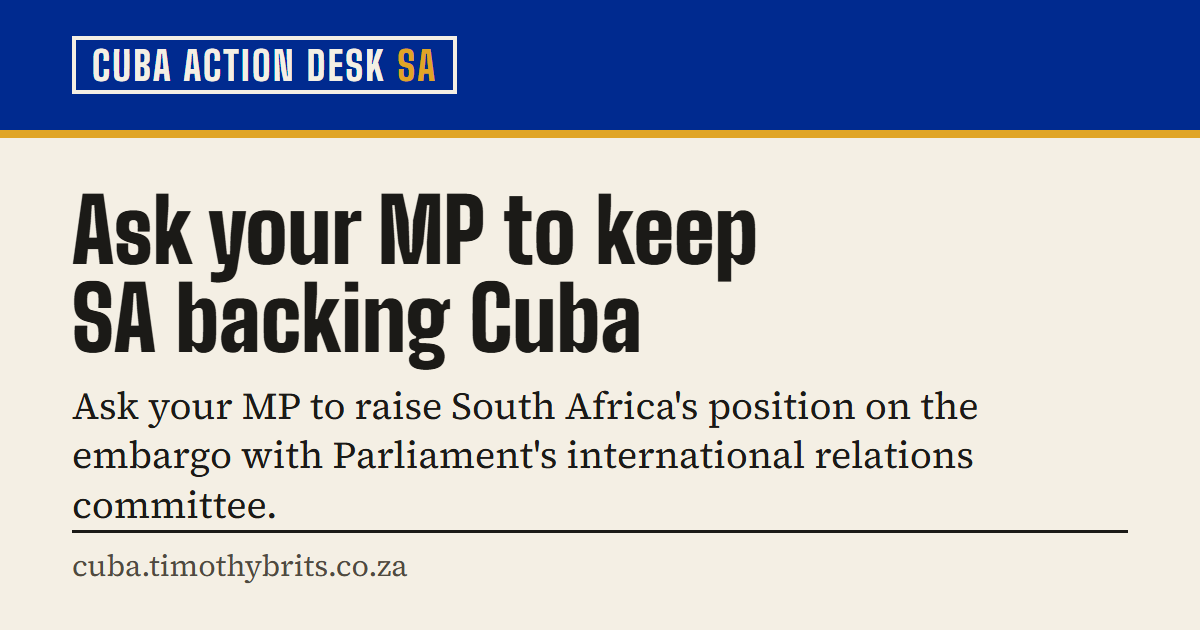 CUBA ACTION DESK SA
Ask your MP to keep
SA backing Cuba
Ask your MP to raise South Africa's position on the
embargo with Parliament's international relations
committee.
cuba.timothybrits.co.za